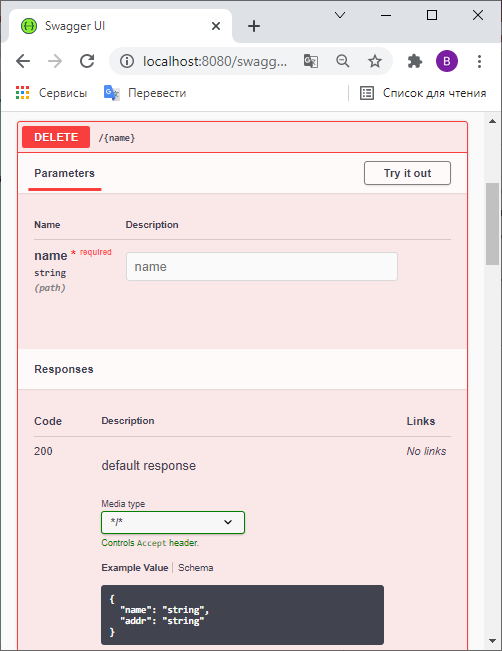 Swagger UI
localhost:8080/swagg...
B
Сервисы
Перевести
Список для чтения
DELETE
/{name}
Parameters
Try it out
Name
Description
name * required
string
(path)
name
Responses
Code
Description
Links
200
default response
No links
Media type
*/*
Controls Accept header.
Example Value
Schema
{
"name": "string",
"addr": "string"
}